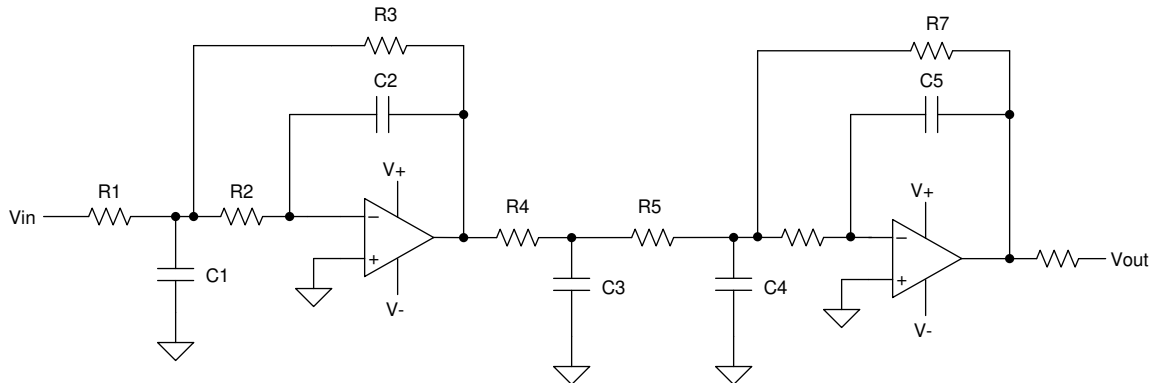 R3
R7
C2
C5
V+
V+
R1
R2
R4
R5
Vin
−
−
+
+
Vout
C1
C3
C4
V-
V-